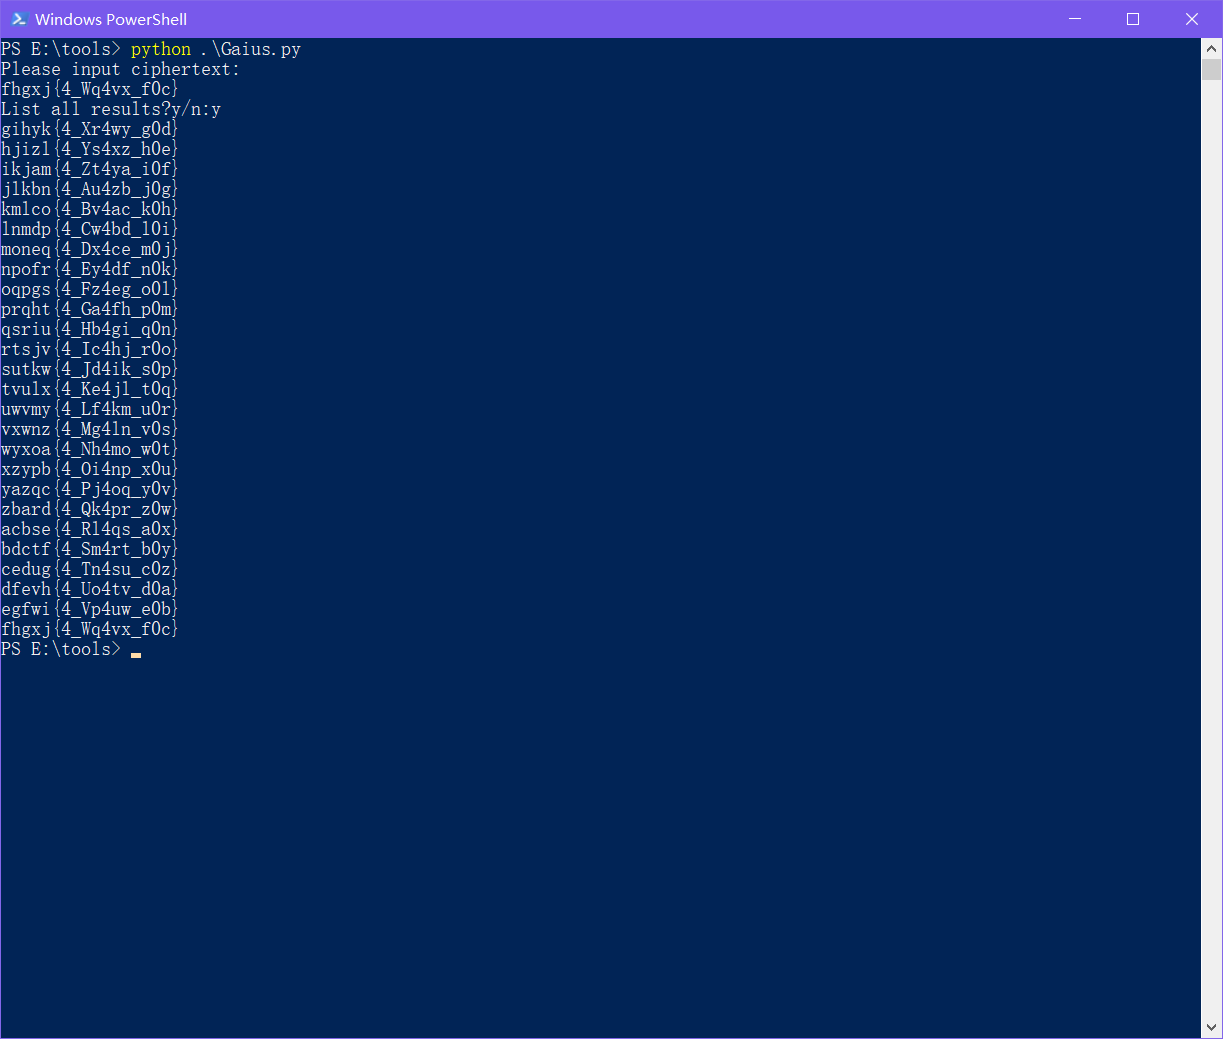 Windows PowerShell
PS E:\tools> python .\Gaius.py
Please input ciphertext:
fhgxj{4_Wq4vx_f0c}
List all results?y/n:y
gihyk{4_Xr4wy_g0d}
hjizl{4_Ys4xz_h0e}
ikjam{4_Zt4ya_i0f}
jlkbn{4_Au4zb_j0g}
kmlco{4_Bv4ac_k0h}
lnmdp{4_Cw4bd_l0i}
moneq{4_Dx4ce_m0j}
npofr{4_Ey4df_n0k}
oqpgs{4_Fz4eg_o0l}
prqht{4_Ga4fh_p0m}
qsriu{4_Hb4gi_q0n}
rtsjv{4_Ic4hj_r0o}
sutkw{4_Jd4ik_s0p}
tvulx{4_Ke4jl_t0q}
uwvmy{4_Lf4km_u0r}
vxwnz{4_Mg4ln_v0s}
wyxoa{4_Nh4mo_w0t}
xzypb{4_Oi4np_x0u}
yazqc{4_Pj4oq_y0v}
zbard{4_Qk4pr_z0w}
acbse{4_Rl4qs_a0x}
bdctf{4_Sm4rt_b0y}
cedug{4_Tn4su_c0z}
dfevh{4_Uo4tv_d0a}
egfwi{4_Vp4uw_e0b}
fhgxj{4_Wq4vx_f0c}
PS E:\tools>